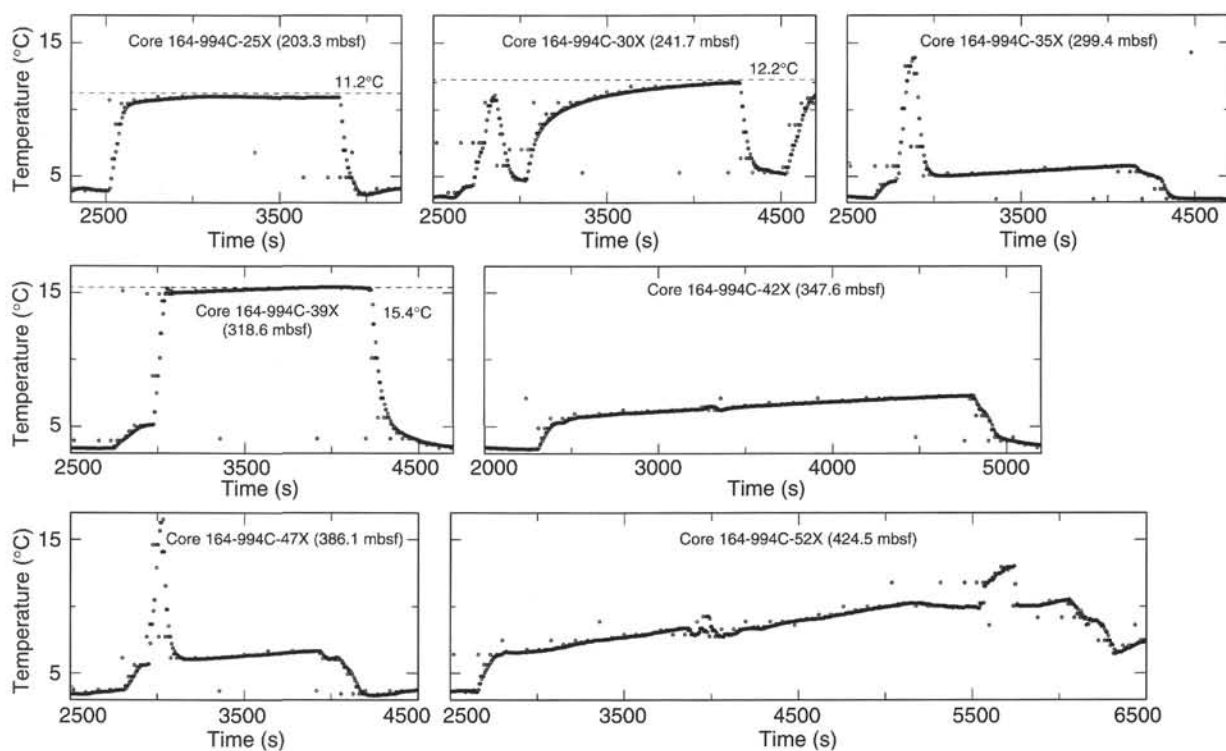 Temperature (°C)
15
5
Core 164-994C-25X (203.3 mbsf)
11.2°C
2500
3500
Time (s)
Core 164-994C-30X (241.7 mbsf)
12.2°C
2500
3500
4500
Time (s)
Core 164-994C-35X (299.4 mbsf)
2500
3500
4500
Time (s)
Temperature (°C)
15
5
Core 164-994C-39X
(318.6 mbsf)
15.4°C
2500
3500
4500
Time (s)
Core 164-994C-42X (347.6 mbsf)
2000
3000
4000
5000
Time (s)
Temperature (°C)
15
5
Core 164-994C-47X (386.1 mbsf)
2500
3500
4500
Time (s)
Core 164-994C-52X (424.5 mbsf)
2500
3500
4500
5500
6500
Time (s)